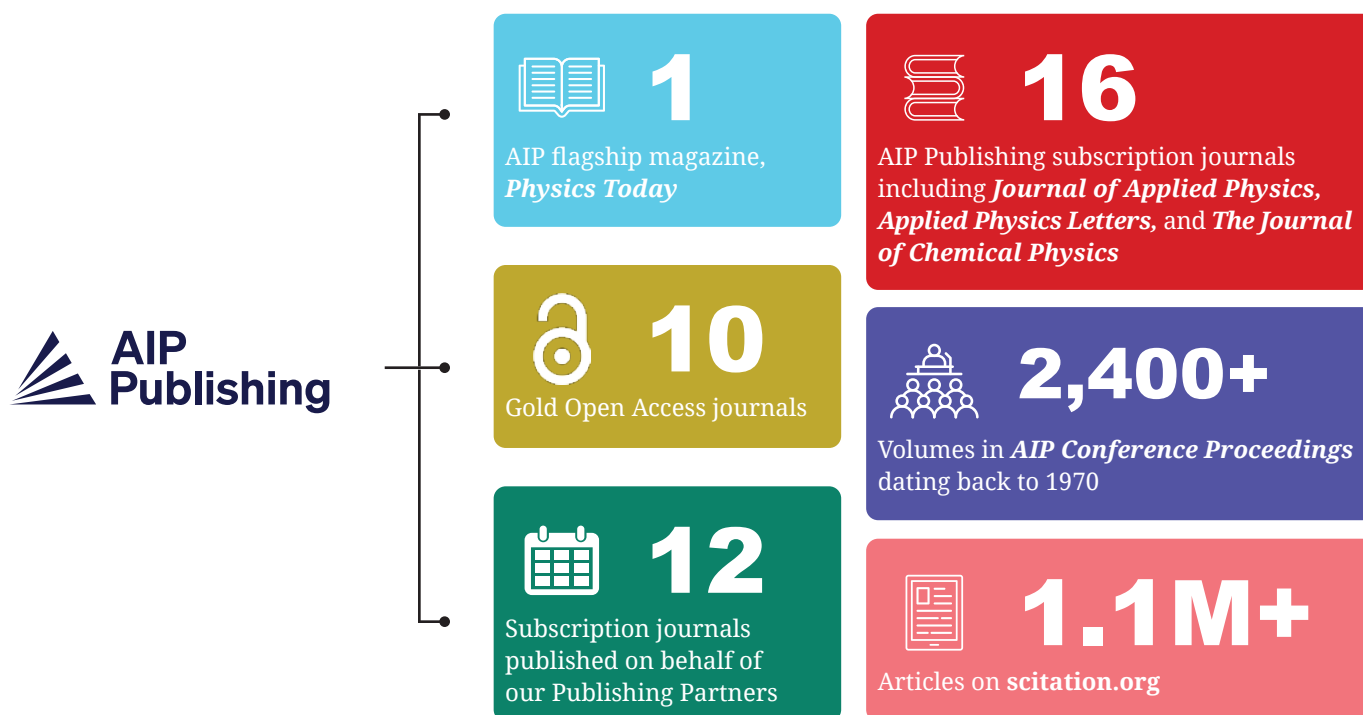 AIP
Publishing
1
AIP flagship magazine,
Physics Today
10
Gold Open Access journals
12
Subscription journals
published on behalf of
our Publishing Partners
16
AIP Publishing subscription journals
including Journal of Applied Physics,
Applied Physics Letters, and The Journal
of Chemical Physics
2,400+
Volumes in AIP Conference Proceedings
dating back to 1970
1.1M+
Articles on scitation.org